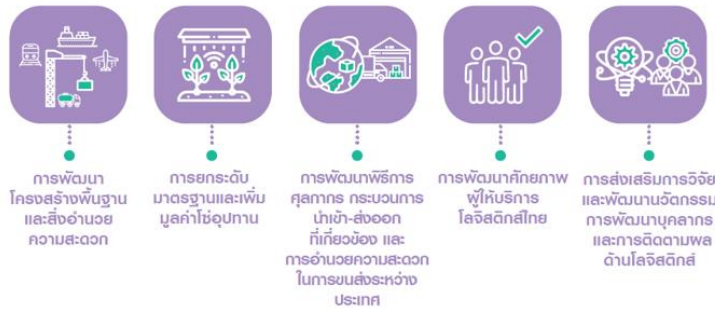 การพัฒนา
โครงสร้างพื้นฐาน
และสิ่งอำนวย
ความสะดวก
การยกระดับ
มาตรฐานและเพิ่ม
มูลค่าโซ่อุปทาน
การพัฒนาพิธีการ
ศุลกากร กระบวนการ
นำเข้า-ส่งออก
ที่เกี่ยวข้อง และ
การอำนวยความสะดวก
ในการขนส่งระหว่าง
ประเทศ
การพัฒนาศักยภาพ
ผู้ให้บริการ
โลจิสติกส์ไทย
การส่งเสริมการวิจัย
และพัฒนานวัตกรรม
การพัฒนาบุคลากร
และการติดตามผล
ด้านโลจิสติกส์